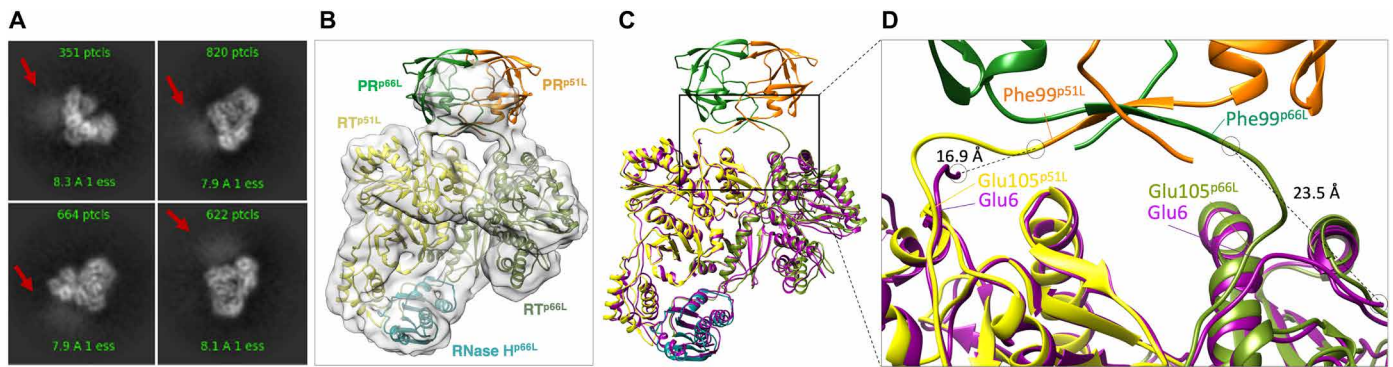 A
351 ptcls
8.3 A 1 ess
820 ptcls
7.9 A 1 ess
664 ptcls
7.9 A 1 ess
622 ptcls
8.1 A 1 ess
B
PRp66L
PRp51L
RTp51L
RTp66L
RNase Hp66L
C
D
Phe99p51L
Phe99p66L
16.9 Å
Glu105p51L
Glu6
Glu105p66L
Glu6
23.5 Å